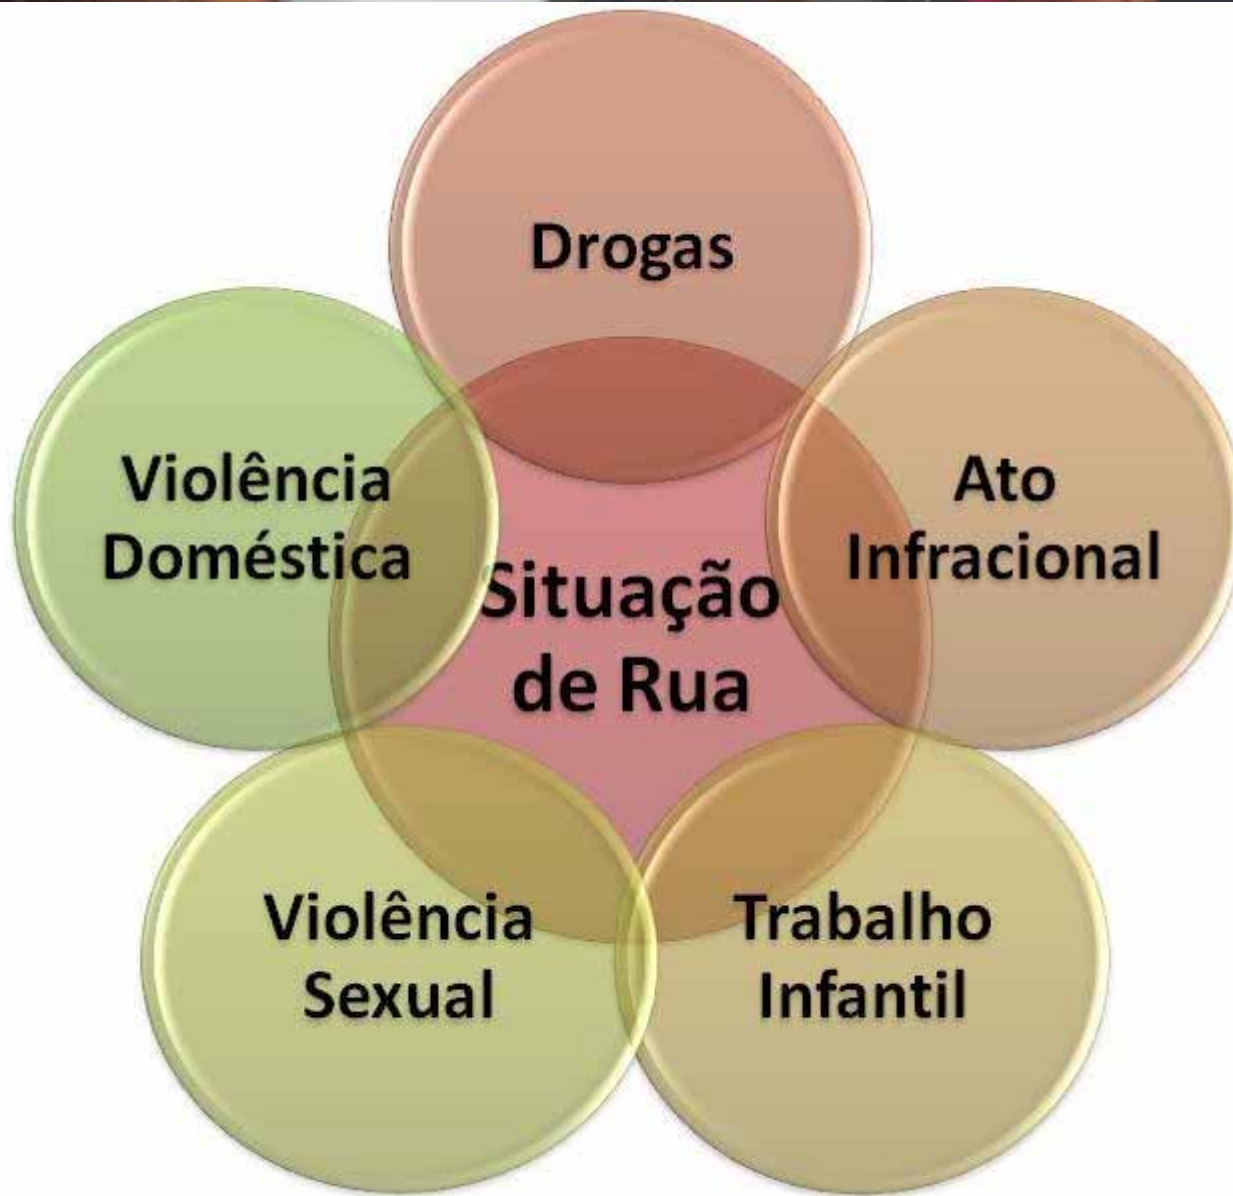 Drogas
Violência
Doméstica
Ato
Infracional
Situação
de Rua
Violência
Sexual
Trabalho
Infantil